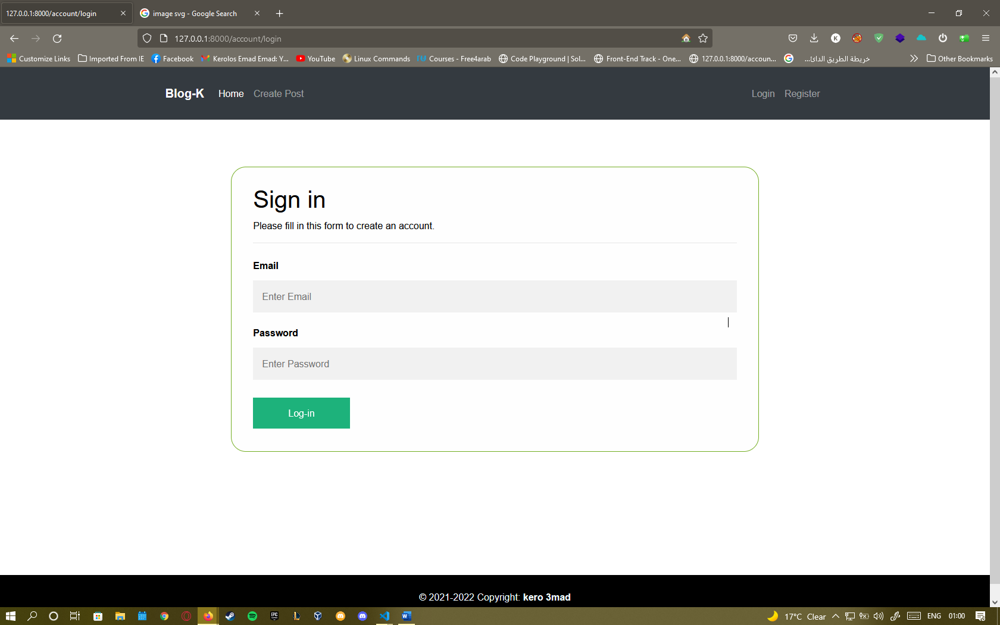 127.0.0.1:8000/account/login
image svg - Google Search
127.0.0.1:8000/account/login
Customize Links
Imported From IE
Facebook
Kerolos Emad Emad: Y...
YouTube
Linux Commands
Courses - Free4arab
Code Playground | Sol...
Front-End Track - One...
127.0.0.1:8000/accoun...
خريطة الطريق الدائ...
Other Bookmarks
Blog-K
Home
Create Post
Login
Register
Sign in
Please fill in this form to create an account.
Email
Enter Email
Password
Enter Password
Log-in
© 2021-2022 Copyright: kero 3mad
17°C Clear
ENG
01:00